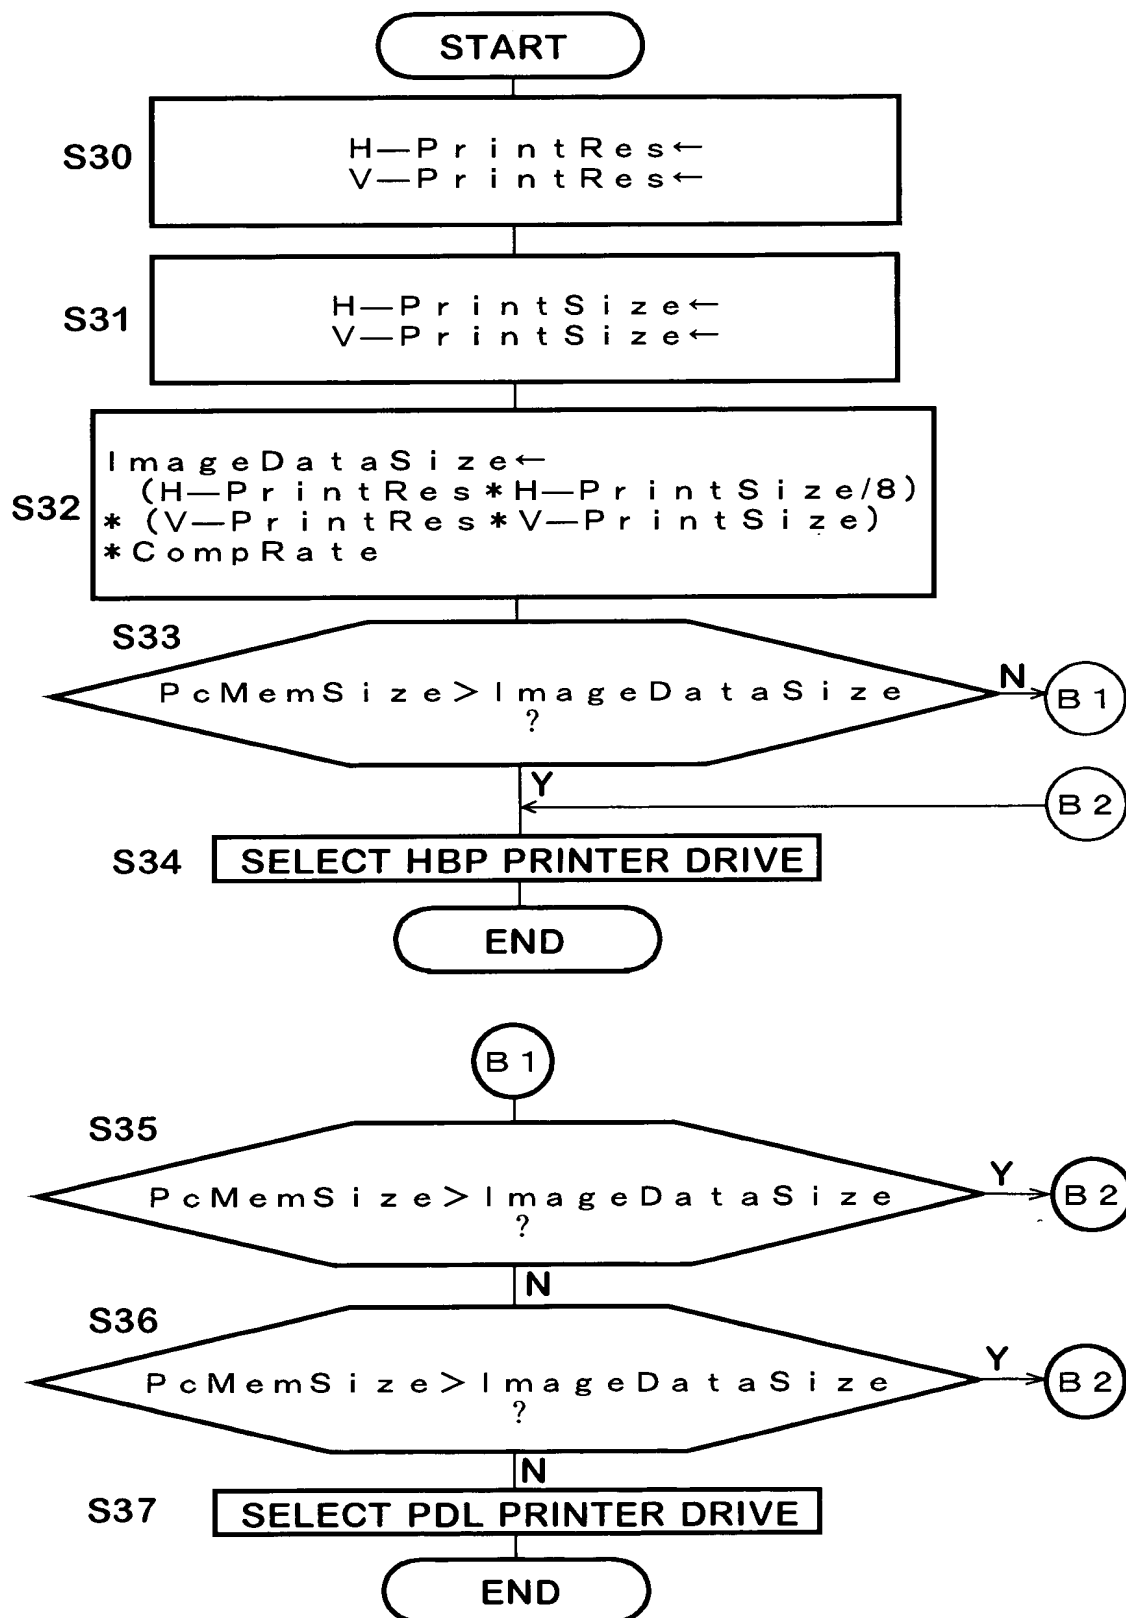 START
S30
H—PrintRes←
V—PrintRes←
S31
H—PrintSize←
V—PrintSize←
S32
ImageDataSize←
(H—PrintRes*H—PrintSize/8)
*(V—PrintRes*V—PrintSize)
*CompRate
S33
PcMemSize>ImageDataSize
?
N
B1
Y
B2
S34
SELECT HBP PRINTER DRIVE
END
B1
S35
PcMemSize>ImageDataSize
?
Y
B2
N
S36
PcMemSize>ImageDataSize
?
Y
B2
N
S37
SELECT PDL PRINTER DRIVE
END